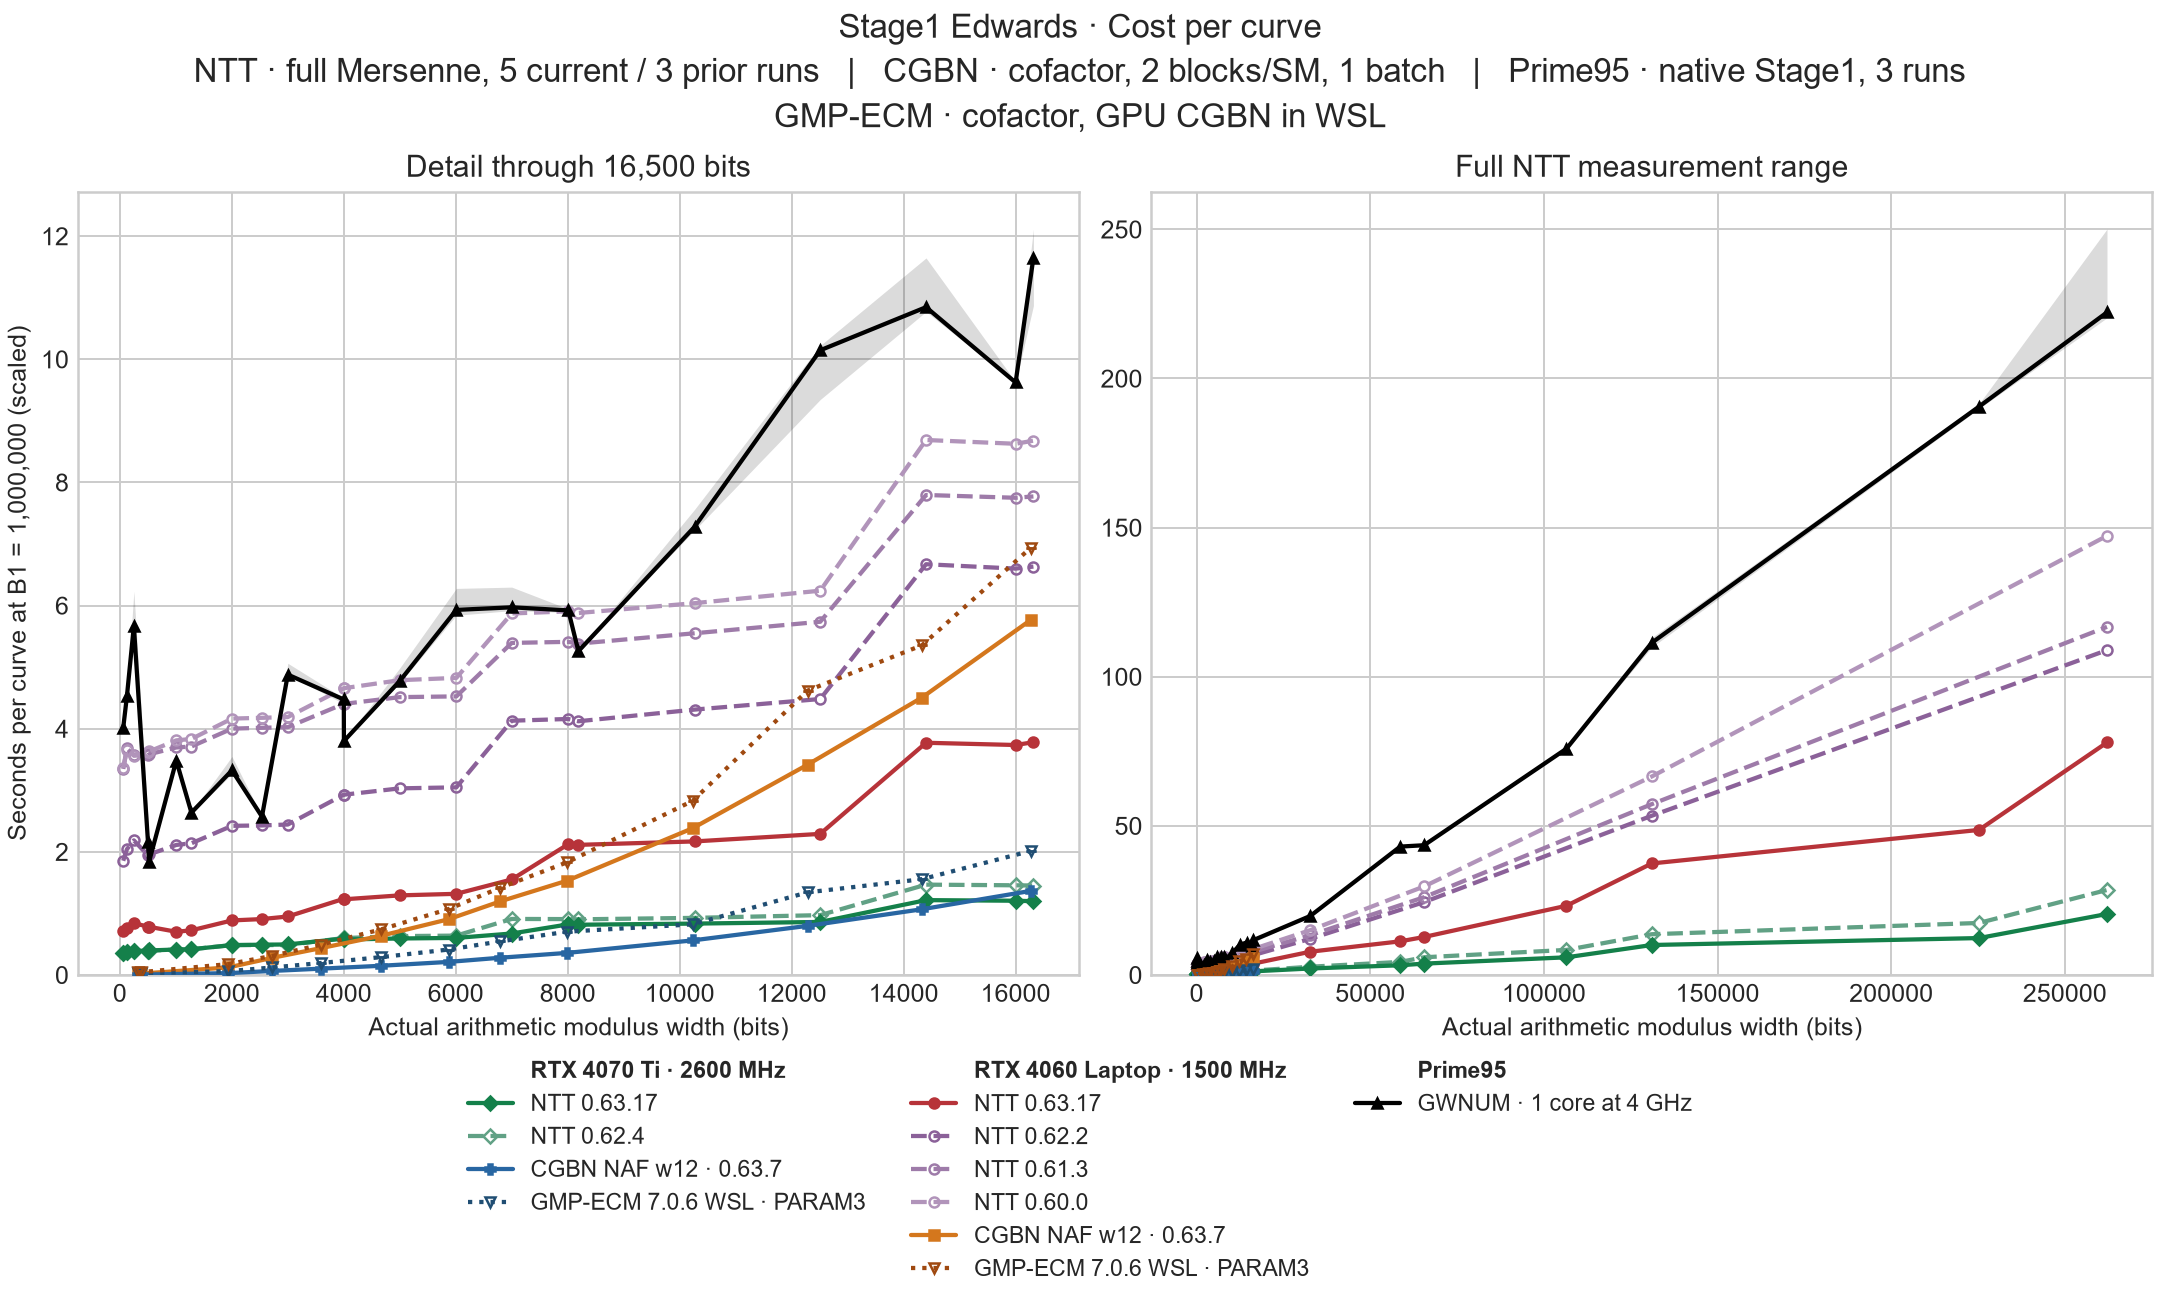 Stage1 Edwards · Cost per curve
NTT · full Mersenne, 5 current / 3 prior runs | CGBN · cofactor, 2 blocks/SM, 1 batch | Prime95 · native Stage1, 3 runs
GMP-ECM · cofactor, GPU CGBN in WSL
Detail through 16,500 bits
Seconds per curve at B1 = 1,000,000 (scaled)
12
10
8
6
4
2
0
0 2000 4000 6000 8000 10000 12000 14000 16000
Actual arithmetic modulus width (bits)
Full NTT measurement range
250
200
150
100
50
0
0 50000 100000 150000 200000 250000
Actual arithmetic modulus width (bits)
RTX 4070 Ti · 2600 MHz
NTT 0.63.17
NTT 0.62.4
CGBN NAF w12 · 0.63.7
GMP-ECM 7.0.6 WSL · PARAM3
RTX 4060 Laptop · 1500 MHz
NTT 0.63.17
NTT 0.62.2
NTT 0.61.3
NTT 0.60.0
CGBN NAF w12 · 0.63.7
GMP-ECM 7.0.6 WSL · PARAM3
Prime95
GWNUM · 1 core at 4 GHz